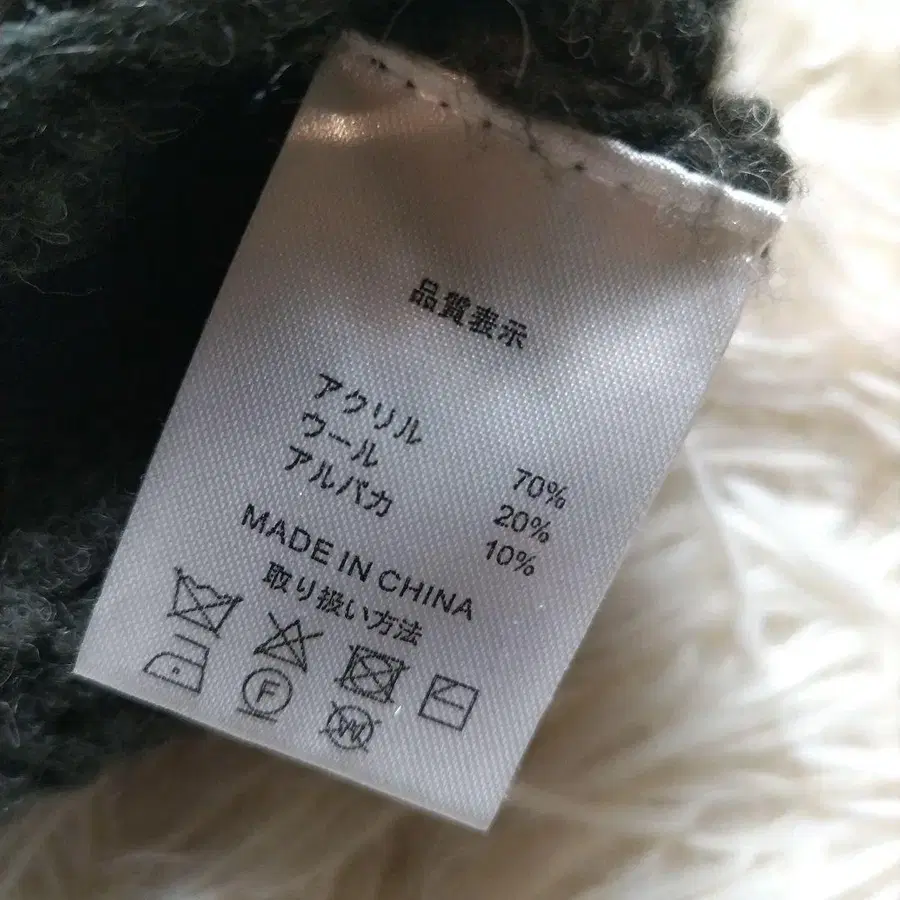 品質表示
アクリル 70%
ウール 20%
アルパカ 10%
MADE IN CHINA
取り扱い方法
F
W